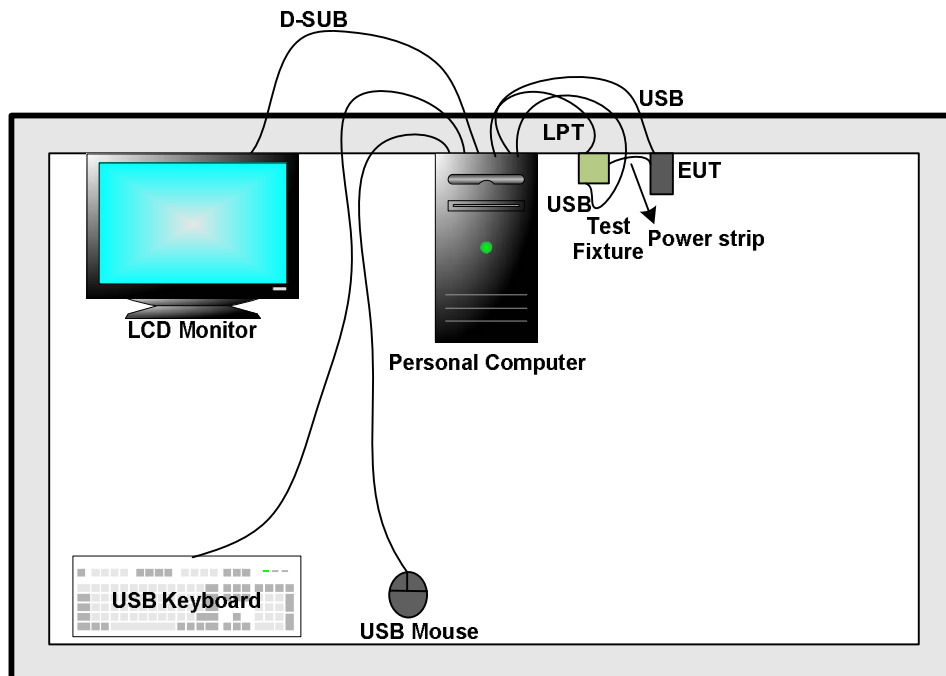 D-SUB
USB
LPT
EUT
USB
Test
Fixture
Power strip
LCD Monitor
Personal Computer
USB Keyboard
USB Mouse